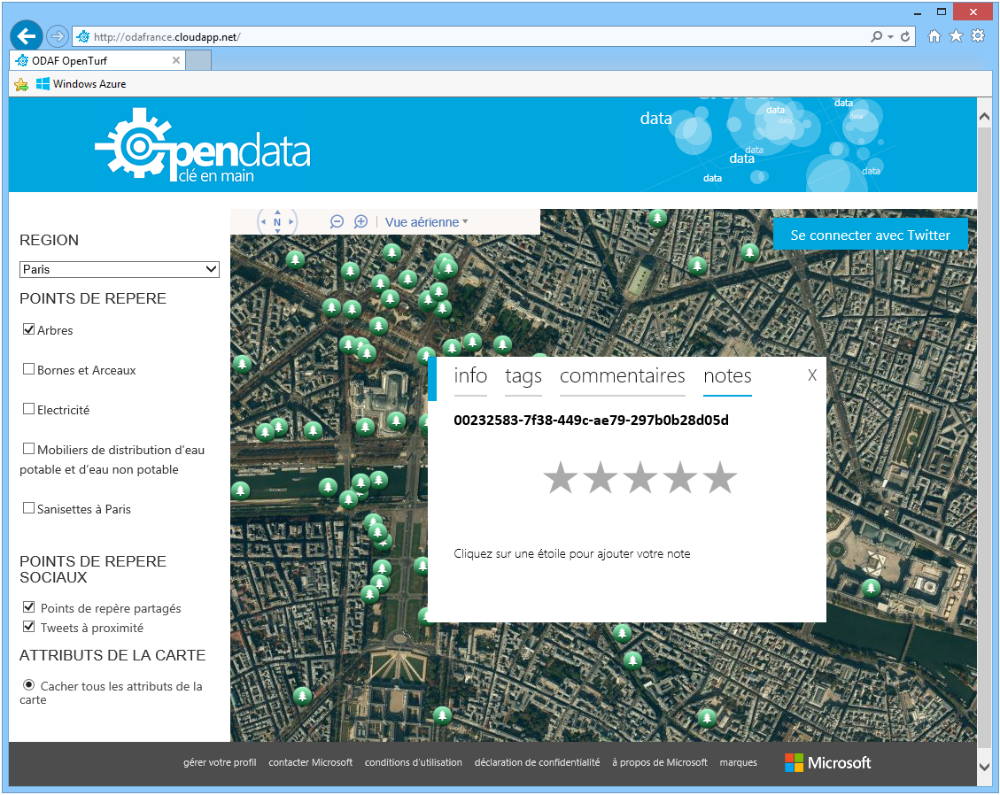 http://odafrance.cloudapp.net/
ODAF OpenTurf
Windows Azure
Opendata
clé en main
data
data
data
data
data
data
data
data
data
REGION
Paris
POINTS DE REPERE
Arbres
Bornes et Arceaux
Electricité
Mobiliers de distribution d'eau
potable et d'eau non potable
Sanisettes à Paris
POINTS DE REPERE
SOCIAUX
Points de repère partagés
Tweets à proximité
ATTRIBUTS DE LA CARTE
Cacher tous les attributs de la
carte
N
Vue aérienne
Se connecter avec Twitter
info tags commentaires notes X
00232583-7f38-449c-ae79-297b0b28d05d
Cliquez sur une étoile pour ajouter votre note
gérer votre profil contacter Microsoft conditions d'utilisation déclaration de confidentialité à propos de Microsoft marques Microsoft